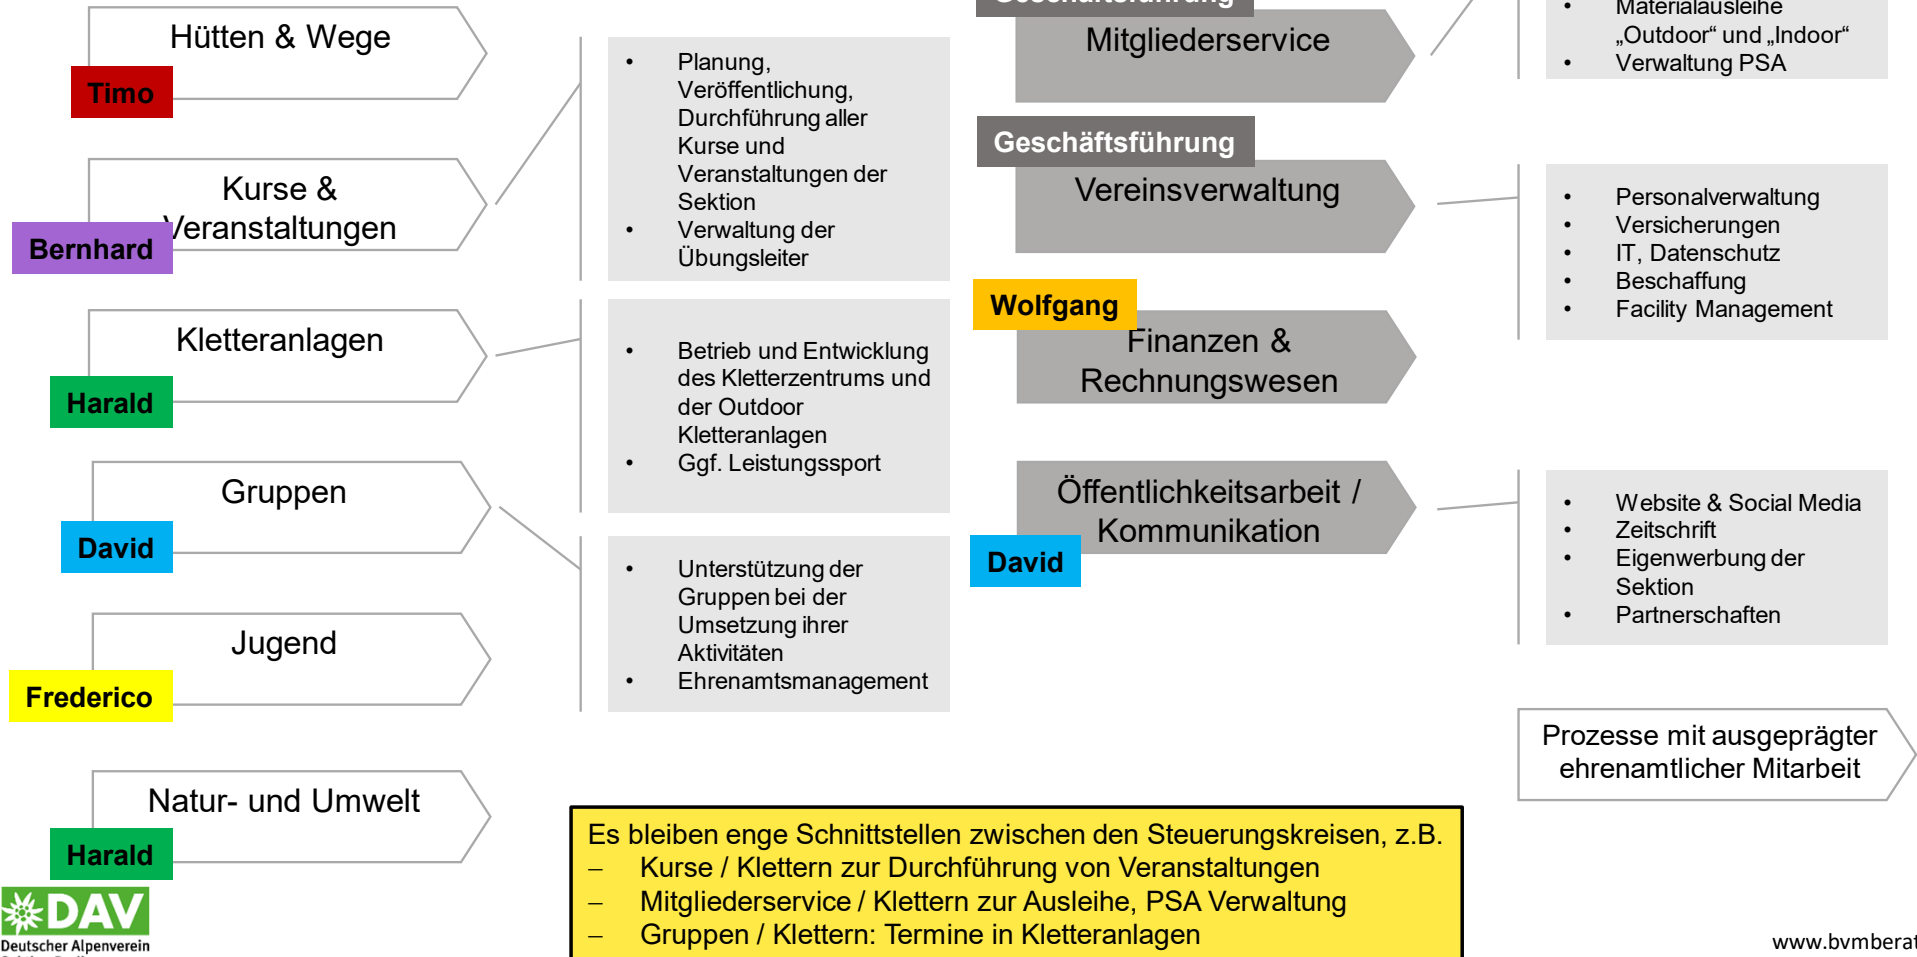 Hütten & Wege
Timo
Kurse &
Veranstaltungen
Bernhard
Kletteranlagen
Harald
Gruppen
David
Jugend
Frederico
Natur- und Umwelt
Harald
• Planung,
Veröffentlichung,
Durchführung aller
Kurse und
Veranstaltungen der
Sektion
• Verwaltung der
Übungsleiter
• Betrieb und Entwicklung
des Kletterzentrums und
der Outdoor
Kletteranlagen
• Ggf. Leistungssport
• Unterstützung der
Gruppen bei der
Umsetzung ihrer
Aktivitäten
• Ehrenamtsmanagement
Geschäftsführung
Mitgliederservice
Geschäftsführung
Vereinsverwaltung
Wolfgang
Finanzen &
Rechnungswesen
Öffentlichkeitsarbeit /
Kommunikation
David
• Materialausleihe
„Outdoor“ und „Indoor“
• Verwaltung PSA
• Personalverwaltung
• Versicherungen
• IT, Datenschutz
• Beschaffung
• Facility Management
• Website & Social Media
• Zeitschrift
• Eigenwerbung der
Sektion
• Partnerschaften
Prozesse mit ausgeprägter
ehrenamtlicher Mitarbeit
Es bleiben enge Schnittstellen zwischen den Steuerungskreisen, z.B.
– Kurse / Klettern zur Durchführung von Veranstaltungen
– Mitgliederservice / Klettern zur Ausleihe, PSA Verwaltung
– Gruppen / Klettern: Termine in Kletteranlagen
DAV
Deutscher Alpenverein
www.bvmberat